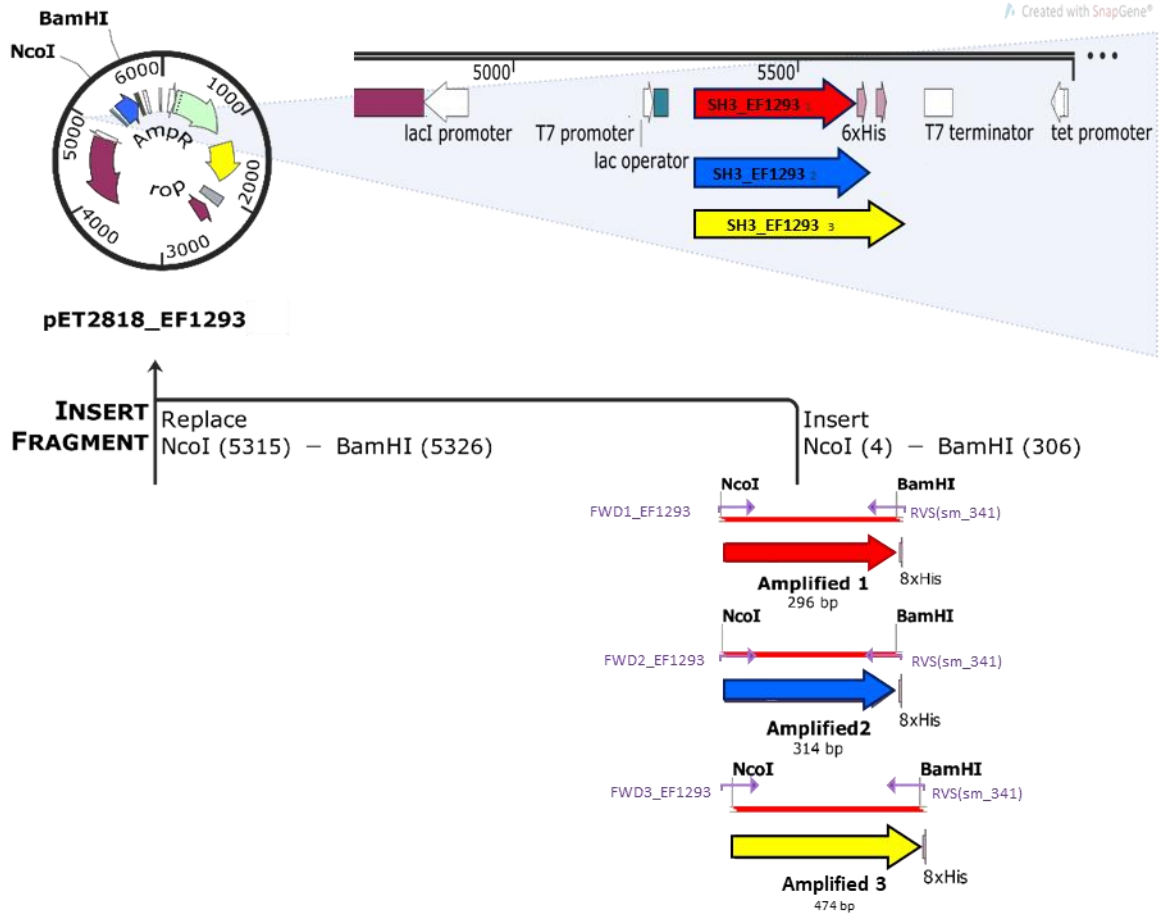 Created with SnapGene®
BamHI
NcoI
6000
1000
2000
3000
4000
5000
AmpR
rop
pET2818_EF1293
5000
5500
lacI promoter
T7 promoter
lac operator
SH3_EF1293 1
6xHis
T7 terminator
tet promoter
SH3_EF1293 2
SH3_EF1293 3
INSERT
FRAGMENT
Replace
NcoI (5315) – BamHI (5326)
Insert
NcoI (4) – BamHI (306)
NcoI
BamHI
FWD1_EF1293
RVS(sm_341)
Amplified 1
296 bp
8xHis
NcoI
BamHI
FWD2_EF1293
RVS(sm_341)
Amplified2
314 bp
8xHis
NcoI
BamHI
FWD3_EF1293
RVS(sm_341)
Amplified 3
474 bp
8xHis